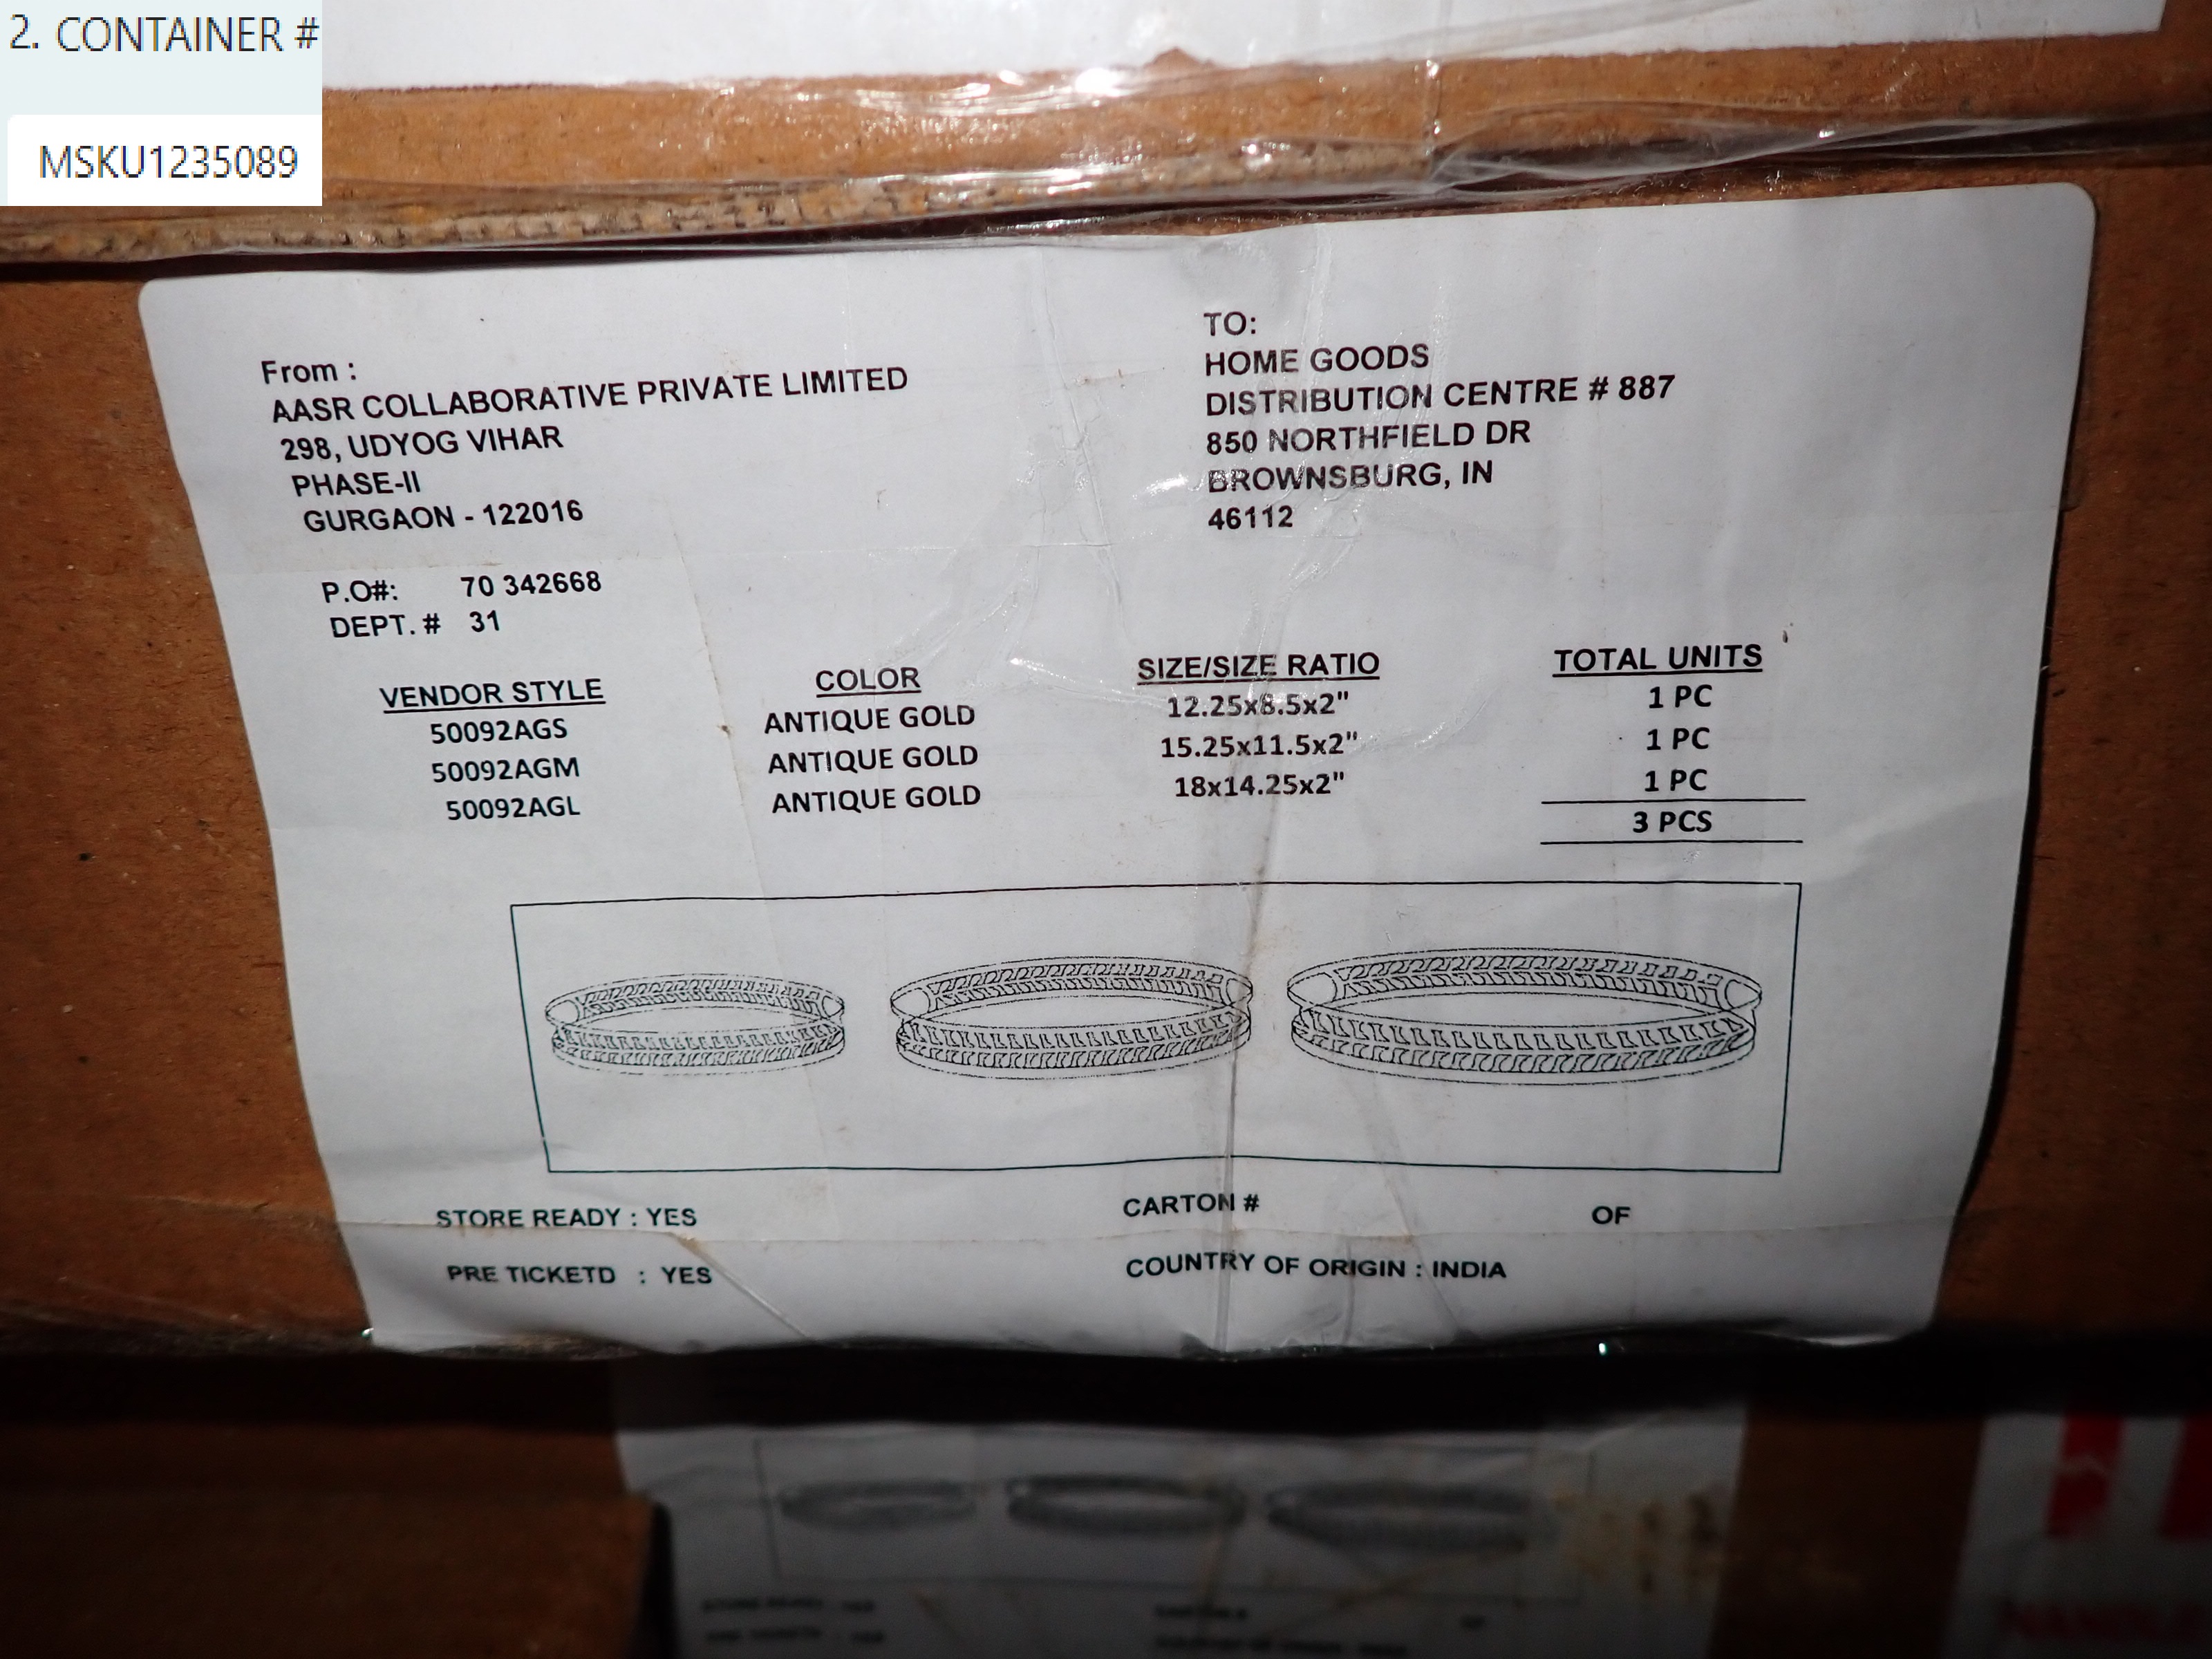 2. CONTAINER #
MSKU1235089
From :
AASR COLLABORATIVE PRIVATE LIMITED
298, UDYOG VIHAR
PHASE-II
GURGAON - 122016
TO:
HOME GOODS
DISTRIBUTION CENTRE # 887
850 NORTHFIELD DR
BROWNSBURG, IN
46112
P.O#: 70 342668
DEPT. # 31
VENDOR STYLE COLOR SIZE/SIZE RATIO TOTAL UNITS
50092AGS ANTIQUE GOLD 12.25x8.5x2" 1 PC
50092AGM ANTIQUE GOLD 15.25x11.5x2" 1 PC
50092AGL ANTIQUE GOLD 18x14.25x2" 1 PC
3 PCS
STORE READY : YES CARTON # OF
PRE TICKETD : YES COUNTRY OF ORIGIN : INDIA